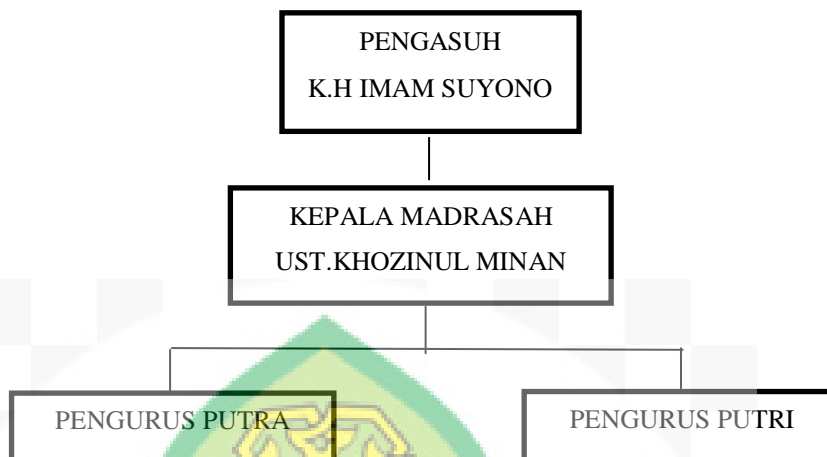 PENGASUH
K.H IMAM SUYONO
KEPALA MADRASAH
UST.KHOZINUL MINAN
PENGURUS PUTRA
PENGURUS PUTRI